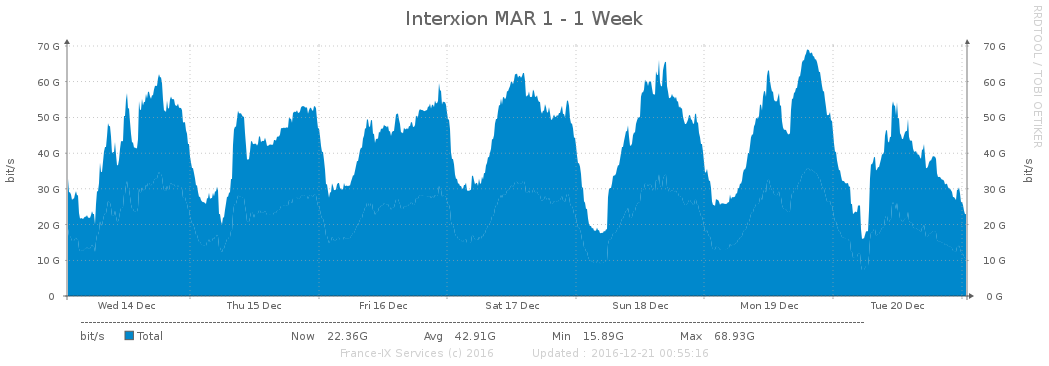 Interxion MAR 1 - 1 Week
RRDTOOL / TOBI OETIKER
70 G 70 G
60 G 60 G
50 G 50 G
40 G 40 G
30 G 30 G
20 G 20 G
10 G 10 G
0 0 G
bit/s bit/s
Wed 14 Dec Thu 15 Dec Fri 16 Dec Sat 17 Dec Sun 18 Dec Mon 19 Dec Tue 20 Dec
bit/s Total Now 22.36G Avg 42.91G Min 15.89G Max 68.93G
France-IX Services (c) 2016 Updated : 2016-12-21 00:55:16